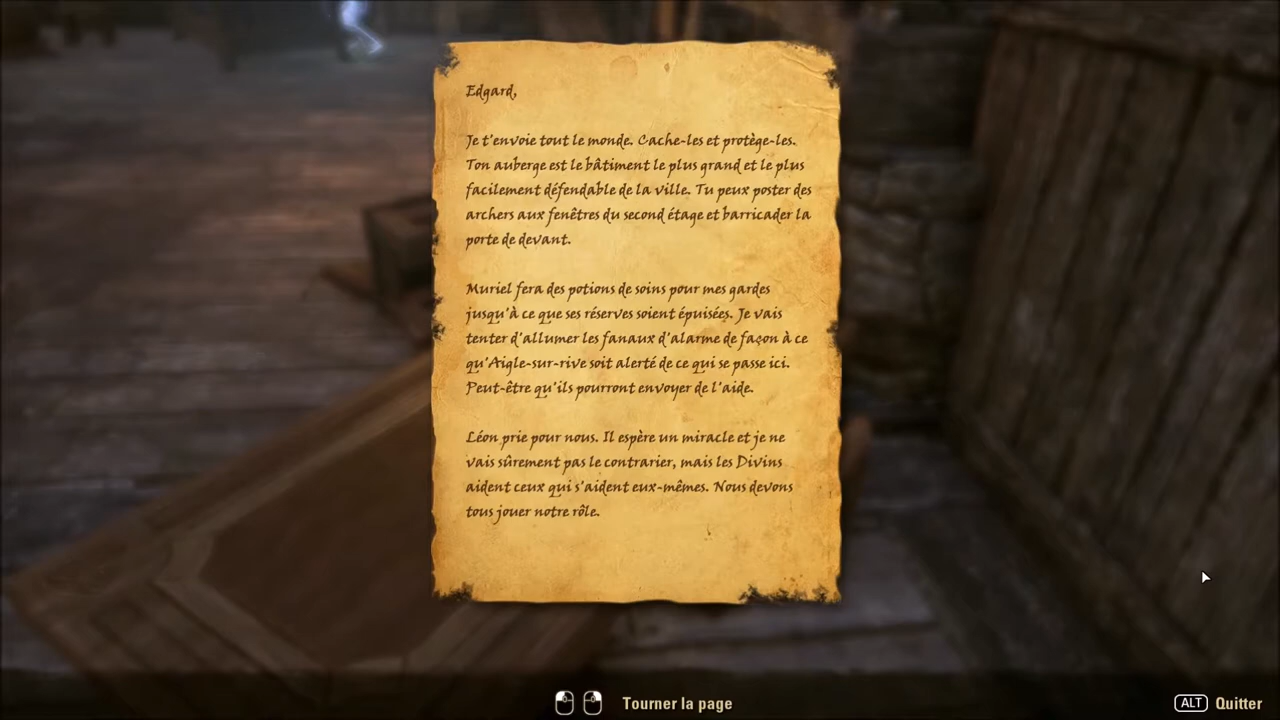 Edgard,
Je t'envoie tout le monde. Cache-les et protège-les.
Ton auberge est le bâtiment le plus grand et le plus
facilement défendable de la ville. Tu peux poster des
archers aux fenêtres du second étage et barricader la
porte de devant.
Muriel fera des potions de soins pour mes gardes
jusqu'à ce que ses réserves soient épuisées. Je vais
tenter d'allumer les fanaux d'alarme de façon à ce
qu'Aigle-sur-rive soit alerté de ce qui se passe ici.
Peut-être qu'ils pourront envoyer de l'aide.
Léon prie pour nous. Il espère un miracle et je ne
vais sûrement pas le contrarier, mais les Divins
aident ceux qui s'aident eux-mêmes. Nous devons
tous jouer notre rôle.
Tourner la page
ALT Quitter